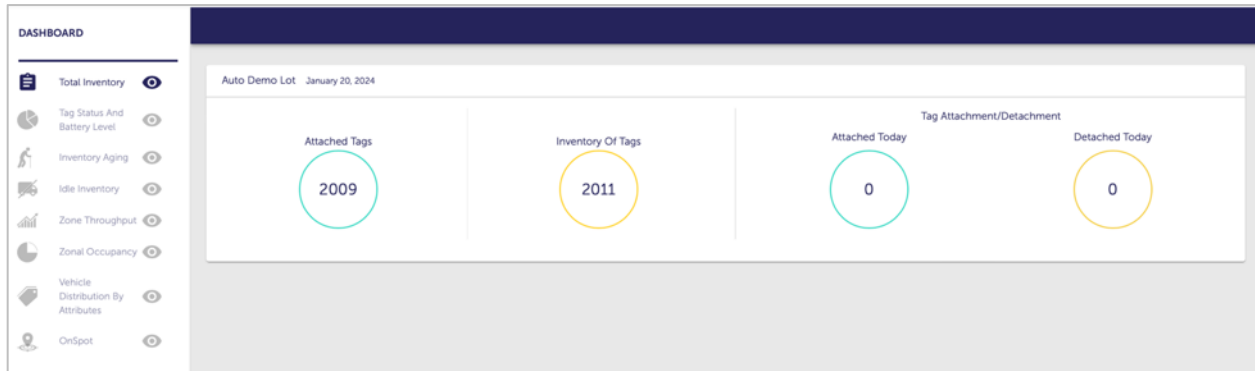 DASHBOARD
Total Inventory
Tag Status And
Battery Level
Inventory Aging
Idle Inventory
Zone Throughput
Zonal Occupancy
Vehicle
Distribution By
Attributes
OnSpot
Auto Demo Lot January 20, 2024
Attached Tags
2009
Inventory Of Tags
2011
Tag Attachment/Detachment
Attached Today
0
Detached Today
0